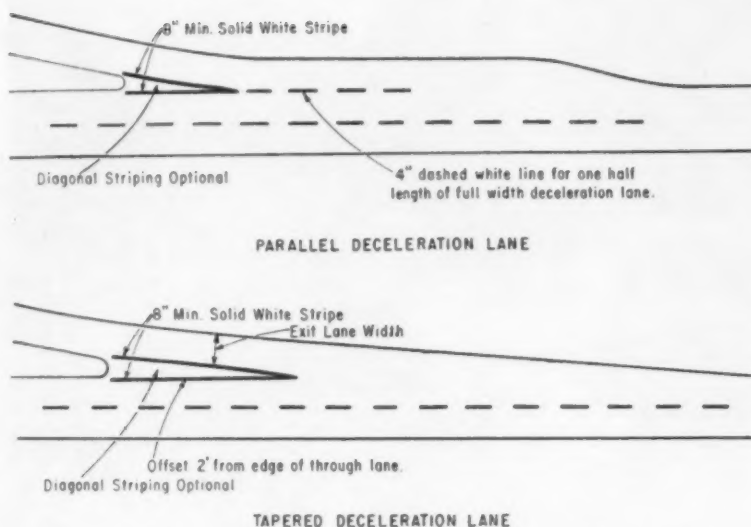 8" Min. Solid White Stripe
Diagonal Striping Optional
4" dashed white line for one half
length of full width deceleration lane.
PARALLEL DECELERATION LANE
8" Min. Solid White Stripe
Exit Lane Width
Offset 2' from edge of through lane.
Diagonal Striping Optional
TAPERED DECELERATION LANE